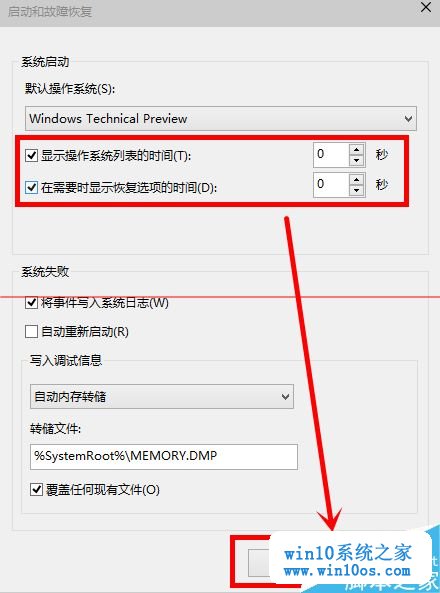 启动和故障恢复
系统启动
默认操作系统(S):
Windows Technical Preview
显示操作系统列表的时间(T):
0
秒
在需要时显示恢复选项的时间(D):
0
秒
系统失败
将事件写入系统日志(W)
自动重新启动(R)
写入调试信息
自动内存转储
转储文件:
%SystemRoot%\MEMORY.DMP
覆盖任何现有文件(O)
win10系统之家
www.win10os.com
脚本之家